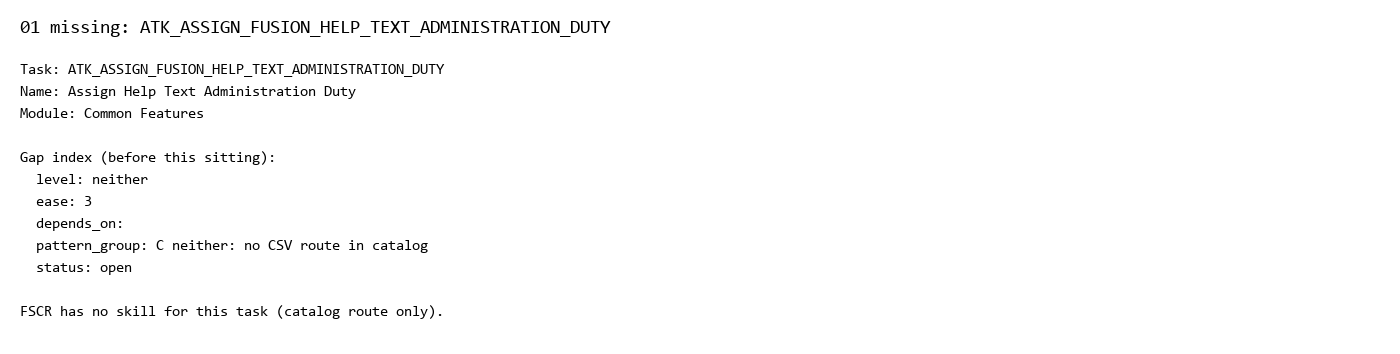 01 missing: ATK_ASSIGN_FUSION_HELP_TEXT_ADMINISTRATION_DUTY
Task: ATK_ASSIGN_FUSION_HELP_TEXT_ADMINISTRATION_DUTY
Name: Assign Help Text Administration Duty
Module: Common Features
Gap index (before this sitting):
level: neither
ease: 3
depends_on:
pattern_group: C neither: no CSV route in catalog
status: open
FSCR has no skill for this task (catalog route only).